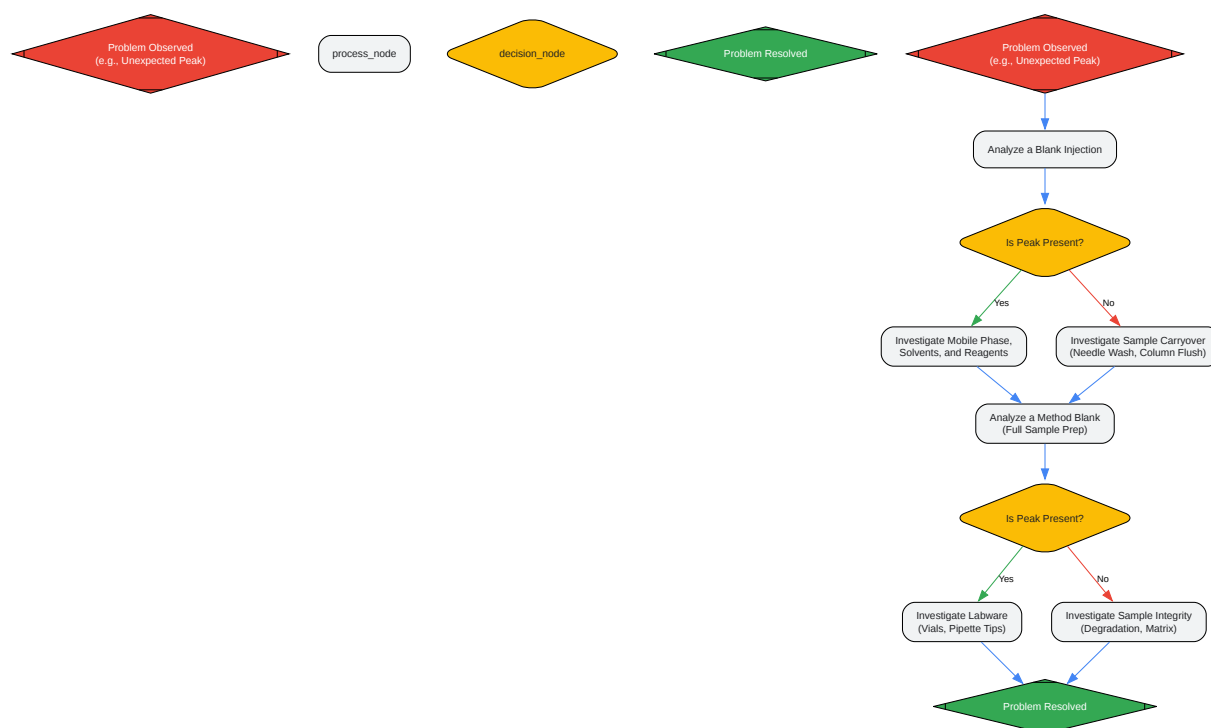 Problem Observed
(e.g., Unexpected Peak)
process_node
decision_node
Problem Resolved
Problem Observed
(e.g., Unexpected Peak)
Analyze a Blank Injection
Is Peak Present?
Yes
No
Investigate Mobile Phase,
Solvents, and Reagents
Investigate Sample Carryover
(Needle Wash, Column Flush)
Analyze a Method Blank
(Full Sample Prep)
Is Peak Present?
Yes
No
Investigate Labware
(Vials, Pipette Tips)
Investigate Sample Integrity
(Degradation, Matrix)
Problem Resolved